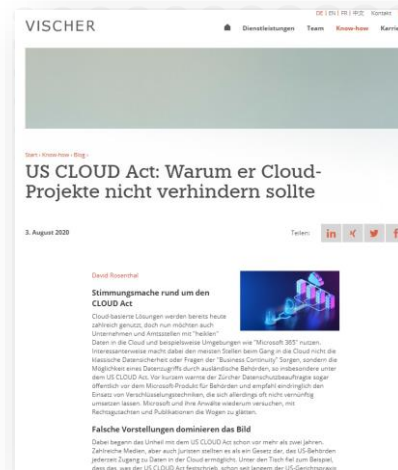 DE | EN | FR | 中文 Kontakt
VISCHER
Dienstleistungen Team Know-how Karri
Start › Know-how › Blog ›
US CLOUD Act: Warum er Cloud-
Projekte nicht verhindern sollte
3. August 2020
Teilen:
David Rosenthal
Stimmungsmache rund um den
CLOUD Act
Cloud-basierte Lösungen werden bereits heute
zahlreich genutzt, doch nun möchten auch
Unternehmen und Amtsstellen mit "heiklen"
Daten in die Cloud und beispielsweise Umgebungen wie "Microsoft 365" nutzen.
Interessanterweise macht dabei den meisten Stellen beim Gang in die Cloud nicht die
klassische Datensicherheit oder Fragen der "Business Continuity" Sorgen, sondern die
Möglichkeit eines Datenzugriffs durch ausländische Behörden, so insbesondere unter
dem US CLOUD Act. Vor kurzem warnte der Zürcher Datenschutzbeauftragte sogar
öffentlich vor dem Microsoft-Produkt für Behörden und empfahl eindringlich den
Einsatz von Verschlüsselungstechniken, die sich allerdings oft nicht vernünftig
umsetzen lassen. Microsoft und ihre Anwälte wiederum versuchen, mit
Rechtsgutachten und Publikationen die Wogen zu glätten.
Falsche Vorstellungen dominieren das Bild
Dabei begann das Unheil mit dem US CLOUD Act schon vor mehr als zwei Jahren.
Zahlreiche Medien, aber auch Juristen stellten es als ein Gesetz dar, das US-Behörden
jederzeit Zugang zu Daten in der Cloud ermöglicht. Unter den Tisch fiel zum Beispiel,
dass das, was der US CLOUD Act festschrieb, schon seit langem der US-Gerichtspraxis